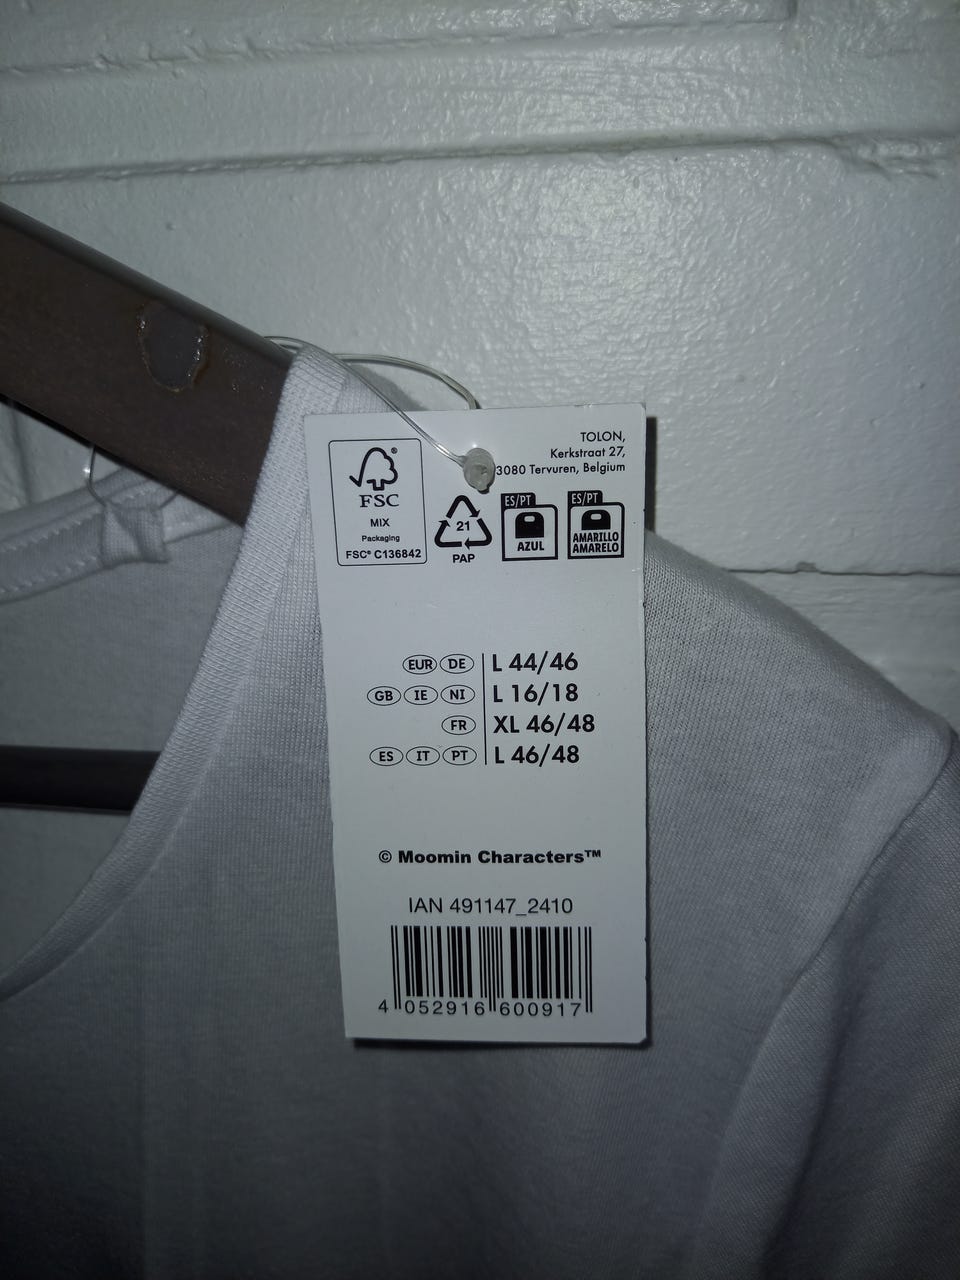 TOLON,
Kerkstraat 27,
3080 Tervuren, Belgium
®
FSC
MIX
Packaging
FSC® C136842
21
PAP
ES/PT
AZUL
ES/PT
AMARILLO
AMARELO
EUR DE L 44/46
GB IE NI L 16/18
FR XL 46/48
ES IT PT L 46/48
© Moomin Characters™
IAN 491147_2410
4 052916 600917